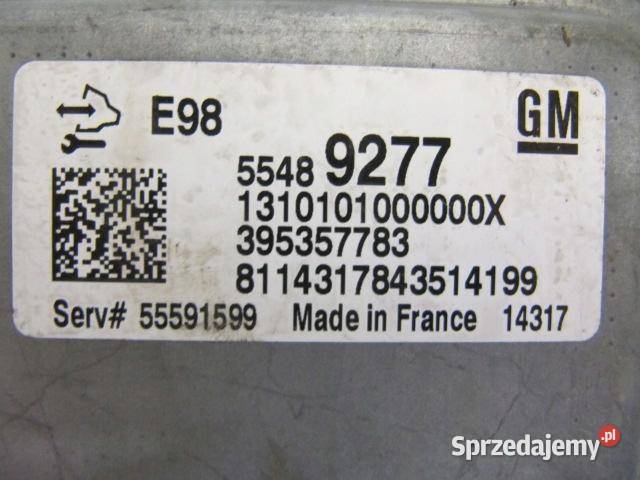 E98
GM
5548 9277
1310101000000X
395357783
8114317843514199
Serv# 55591599 Made in France 14317
Sprzedajemy.pl